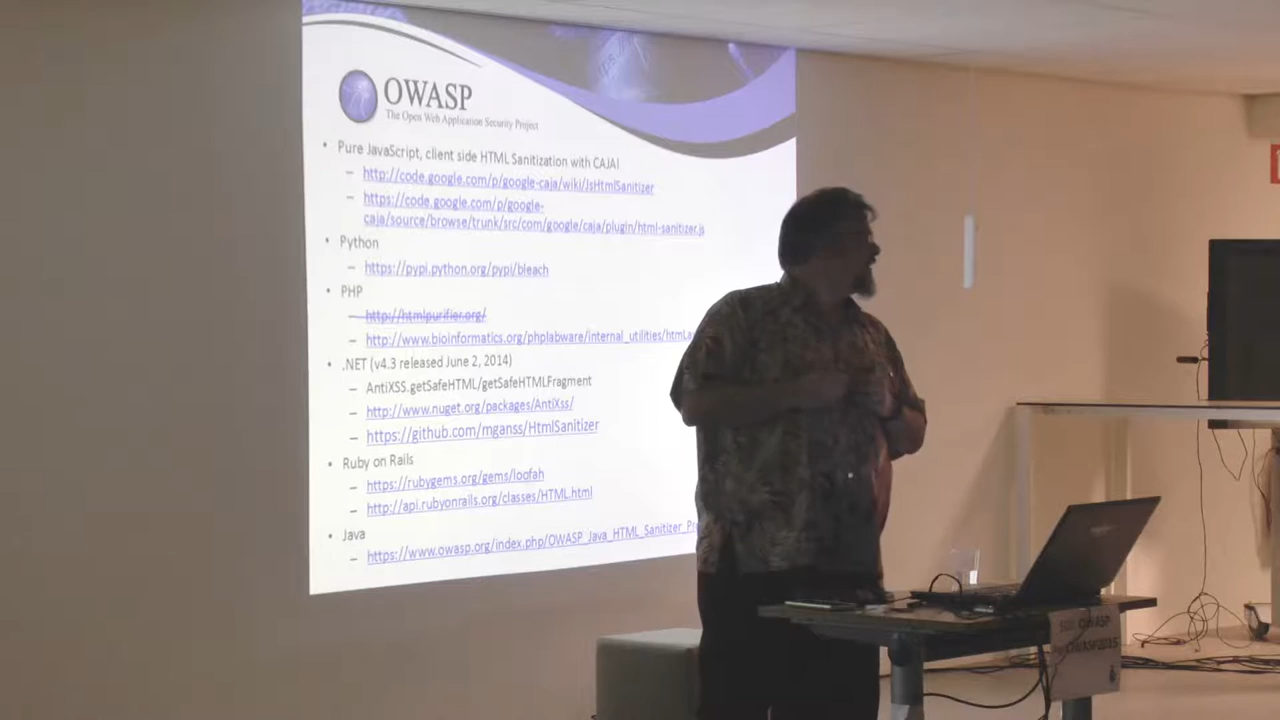 OWASP
The Open Web Application Security Project
• Pure JavaScript, client side HTML Sanitization with CAJA!
– http://code.google.com/p/google-caja/wiki/JsHtmlSanitizer
– https://code.google.com/p/google-
caja/source/browse/trunk/src/com/google/caja/plugin/html-sanitizer.js
• Python
– https://pypi.python.org/pypi/bleach
• PHP
– http://htmlpurifier.org/
– http://www.bioinformatics.org/phplabware/internal_utilities/htmLa
• .NET (v4.3 released June 2, 2014)
– AntiXSS.getSafeHTML/getSafeHTMLFragment
– http://www.nuget.org/packages/AntiXss/
– https://github.com/mganss/HtmlSanitizer
• Ruby on Rails
– https://rubygems.org/gems/loofah
– http://api.rubyonrails.org/classes/HTML.html
• Java
– https://www.owasp.org/index.php/OWASP_Java_HTML_Sanitizer_Pr
OWASP